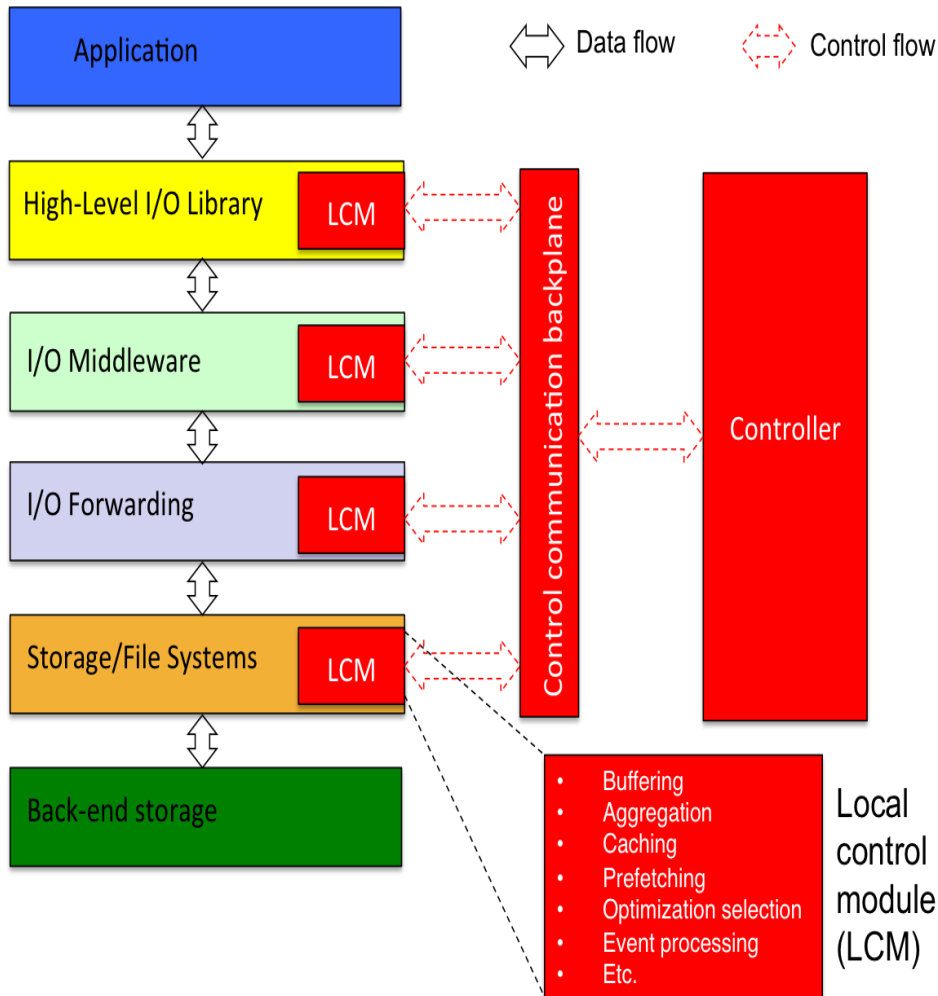 Application
Data flow
Control flow
High-Level I/O Library
LCM
I/O Middleware
LCM
I/O Forwarding
LCM
Storage/File Systems
LCM
Back-end storage
Control communication backplane
Controller
• Buffering
• Aggregation
• Caching
• Prefetching
• Optimization selection
• Event processing
• Etc.
Local
control
module
(LCM)